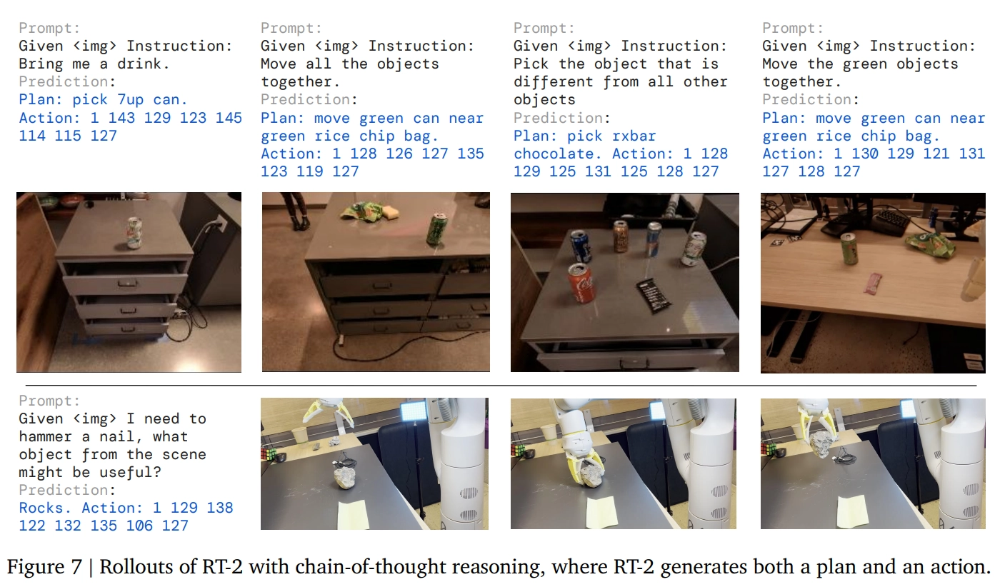 Prompt:
Given <img> Instruction:
Bring me a drink.
Prediction:
Plan: pick 7up can.
Action: 1 143 129 123 145
114 115 127
Prompt:
Given <img> Instruction:
Move all the objects
together.
Prediction:
Plan: move green can near
green rice chip bag.
Action: 1 128 126 127 135
123 119 127
Prompt:
Given <img> Instruction:
Pick the object that is
different from all other
objects
Prediction:
Plan: pick rxbar
chocolate. Action: 1 128
129 125 131 125 128 127
Prompt:
Given <img> Instruction:
Move the green objects
together.
Prediction:
Plan: move green can near
green rice chip bag.
Action: 1 130 129 121 131
127 128 127
Prompt:
Given <img> I need to
hammer a nail, what
object from the scene
might be useful?
Prediction:
Rocks. Action: 1 129 138
122 132 135 106 127
Figure 7 | Rollouts of RT-2 with chain-of-thought reasoning, where RT-2 generates both a plan and an action.